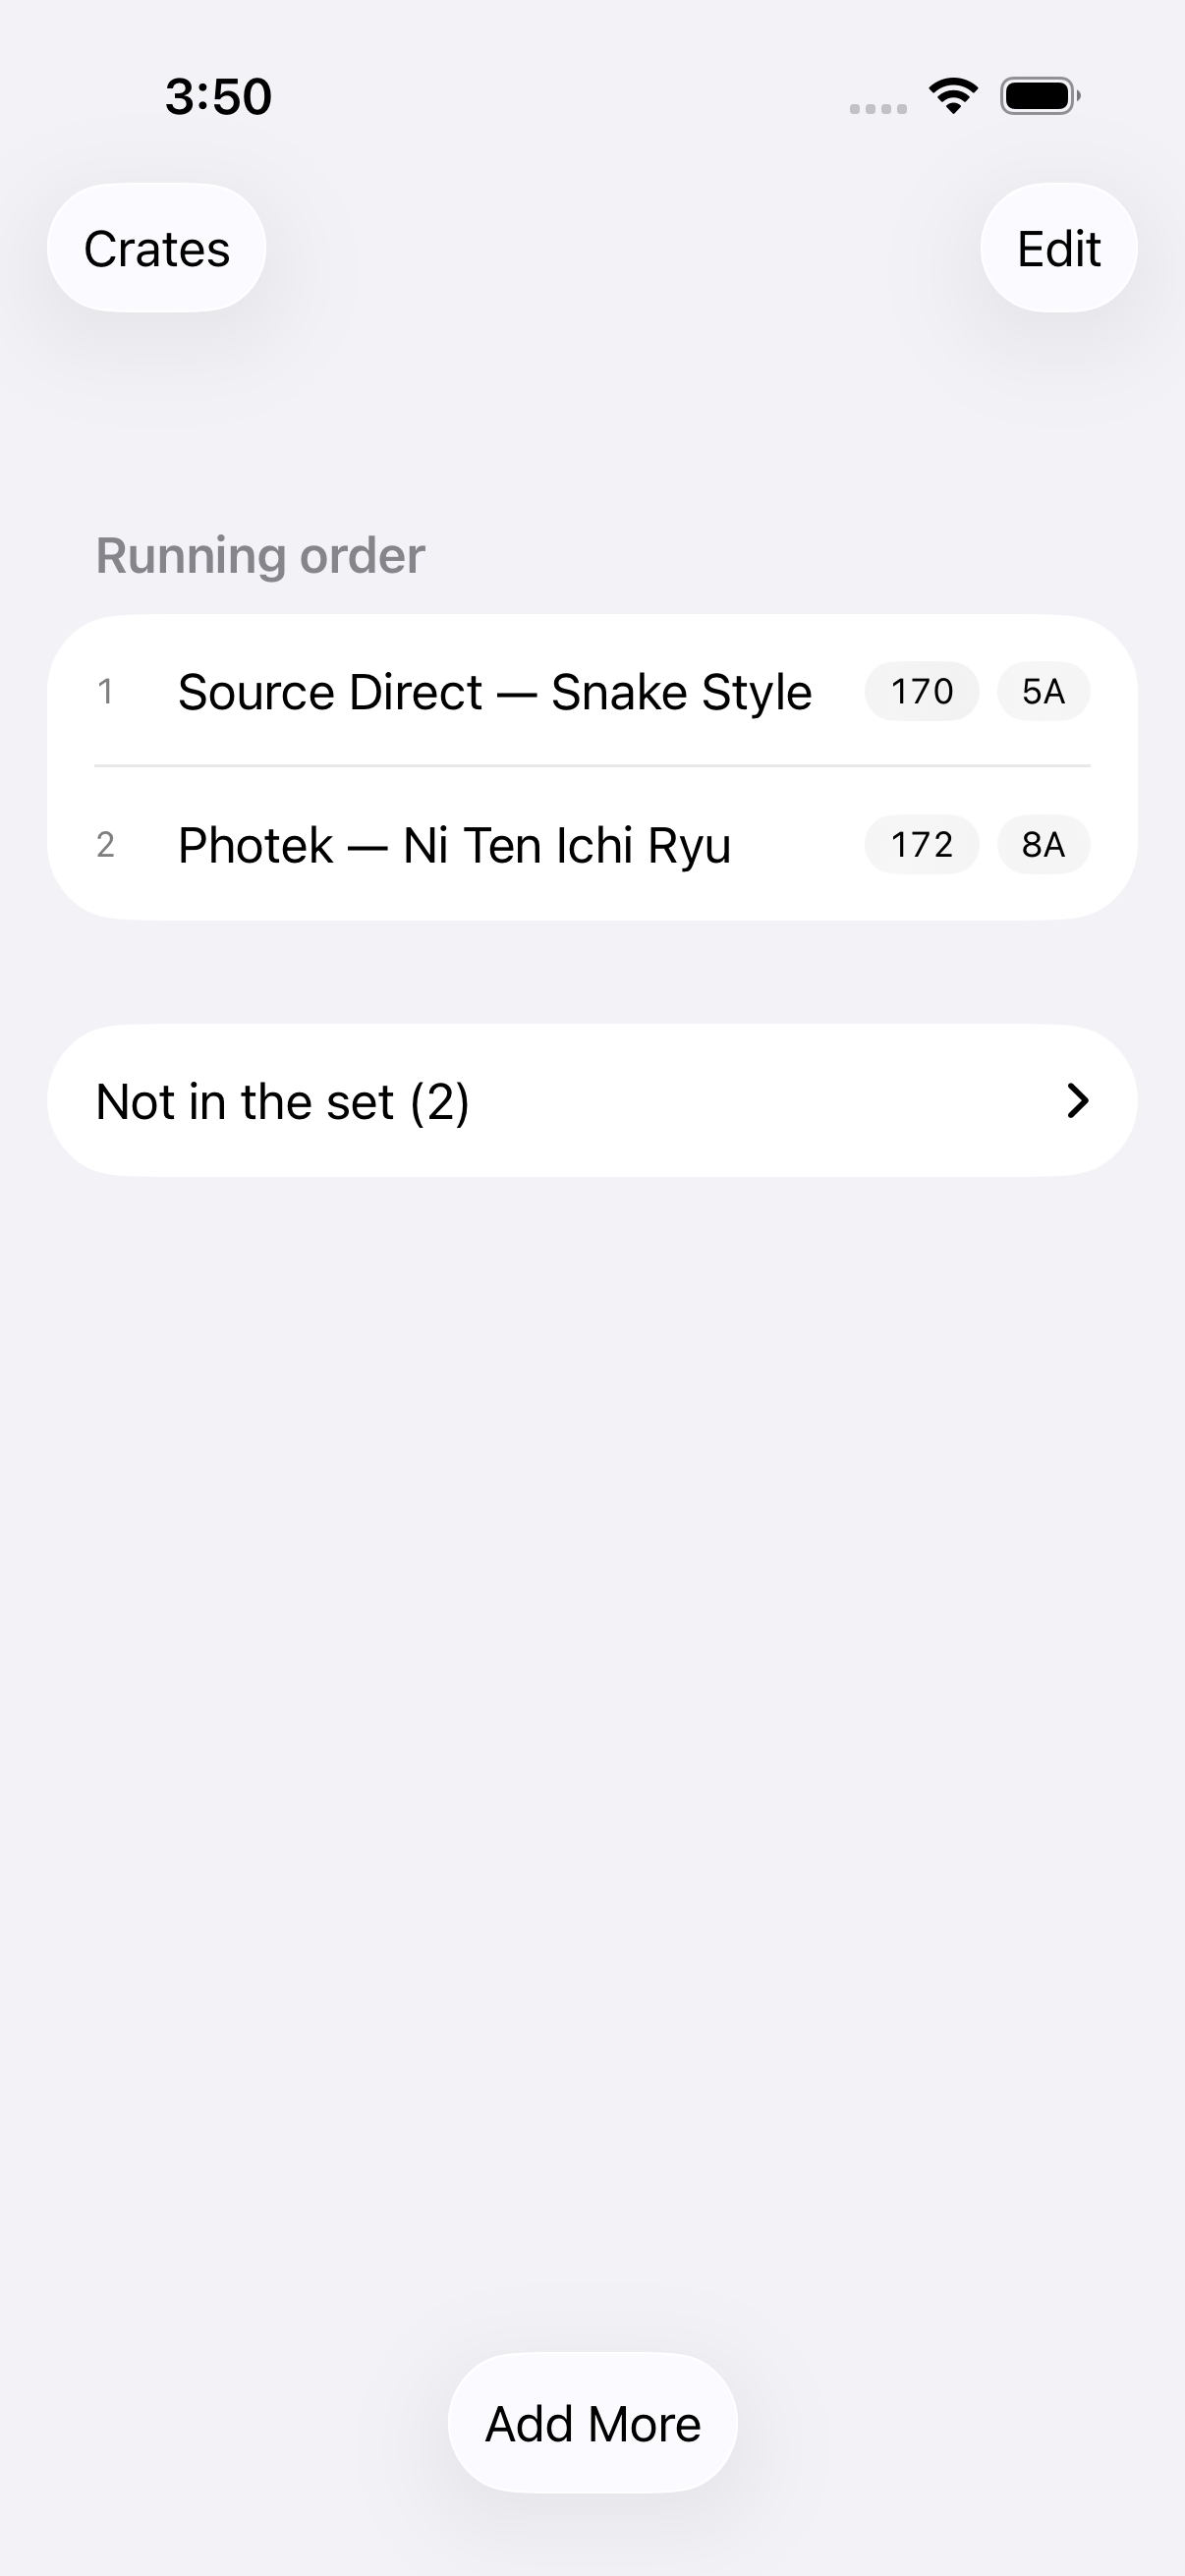 3:50
Crates
Edit
Running order
1 Source Direct — Snake Style 170 5A
2 Photek — Ni Ten Ichi Ryu 172 8A
Not in the set (2)
Add More